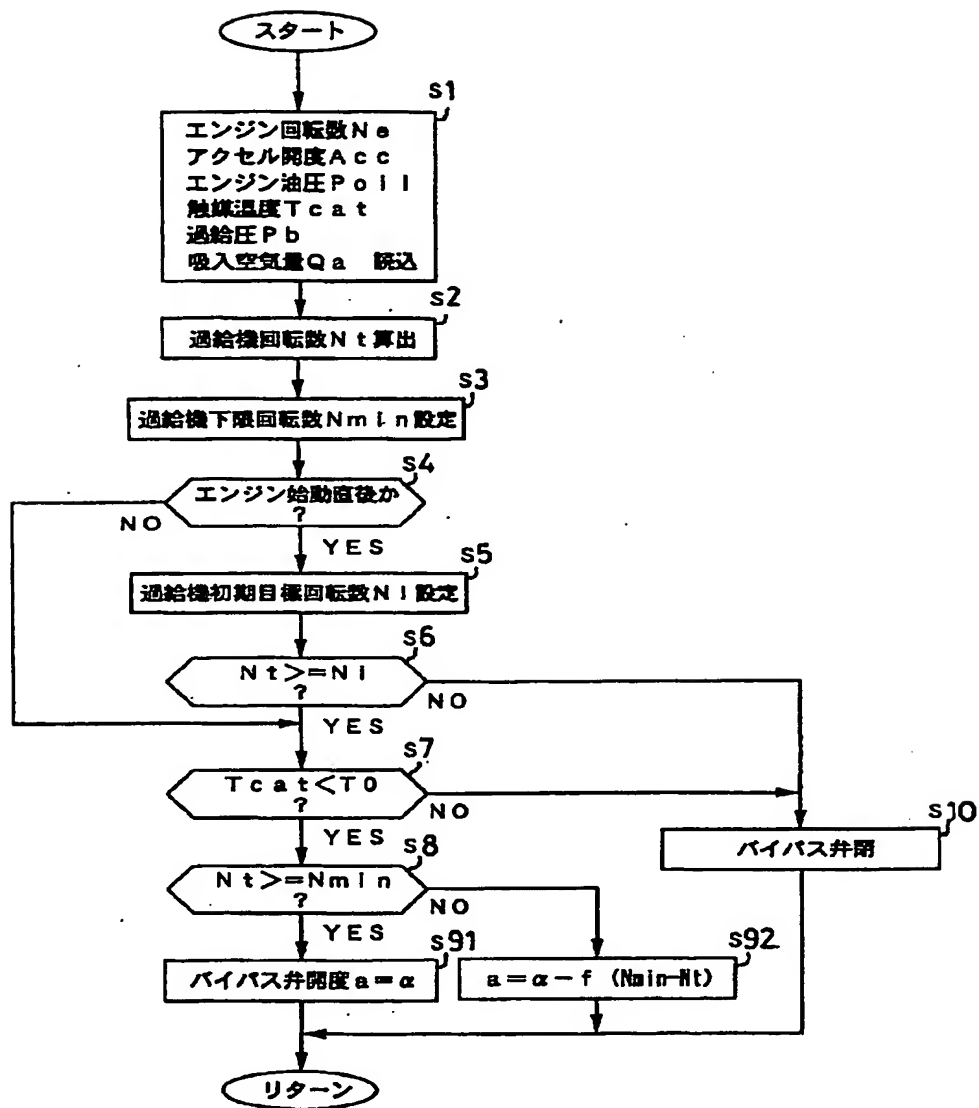 スタート
S1
エンジン回転数Ne
アクセル開度Acc
エンジン油圧Poil
触媒温度Tcat
過給圧Pb
吸入空気量Qa 読込
S2
過給機回転数Nt算出
S3
過給機下限回転数Nmin設定
S4
エンジン始動直後か
?
NO
YES
S5
過給機初期目標回転数Ni設定
S6
Nt>=Ni
?
NO
YES
S7
Tcat<T0
?
NO
YES
S10
バイパス弁閉
S8
Nt>=Nmin
?
NO
YES
S91
バイパス弁開度a=α
S92
a=α-f (Nmin-Nt)
リターン